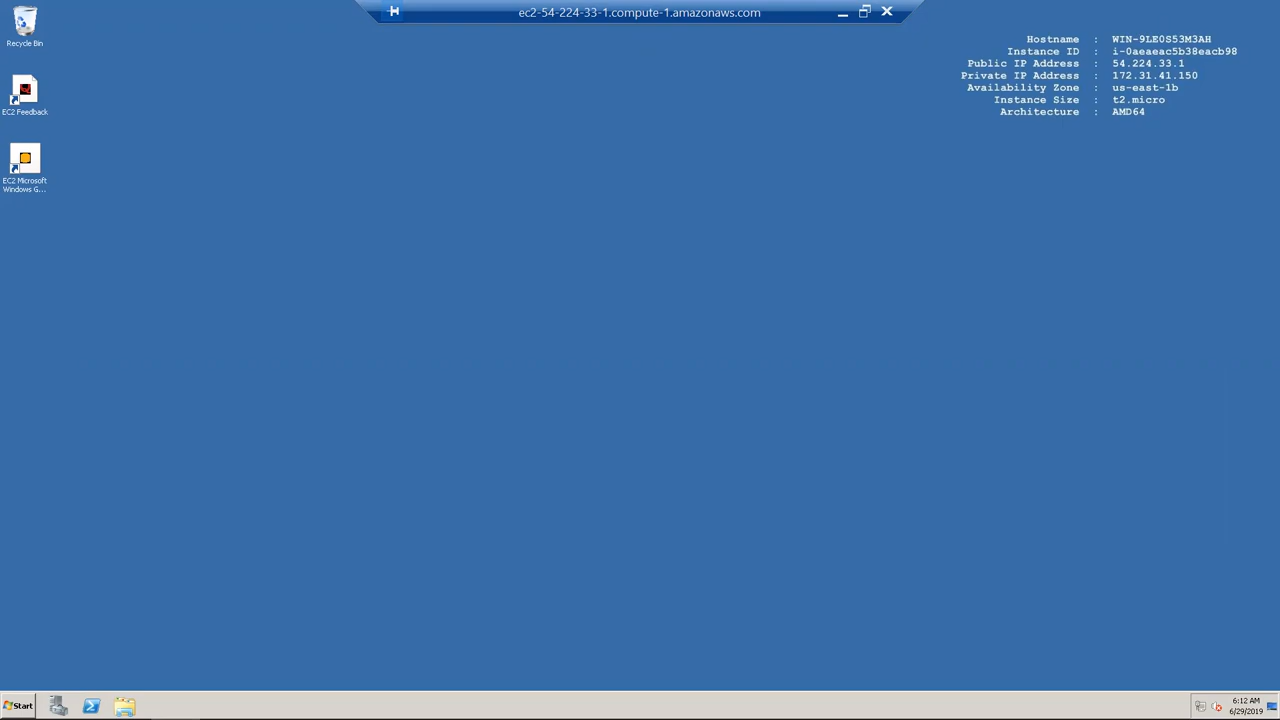 ec2-54-224-33-1.compute-1.amazonaws.com
Recycle Bin
EC2 Feedback
EC2 Microsoft
Windows G...
Hostname : WIN-9LE0S53M3AH
Instance ID : i-0aeaeac5b38eacb98
Public IP Address : 54.224.33.1
Private IP Address : 172.31.41.150
Availability Zone : us-east-1b
Instance Size : t2.micro
Architecture : AMD64
Start
6:12 AM
6/29/2019